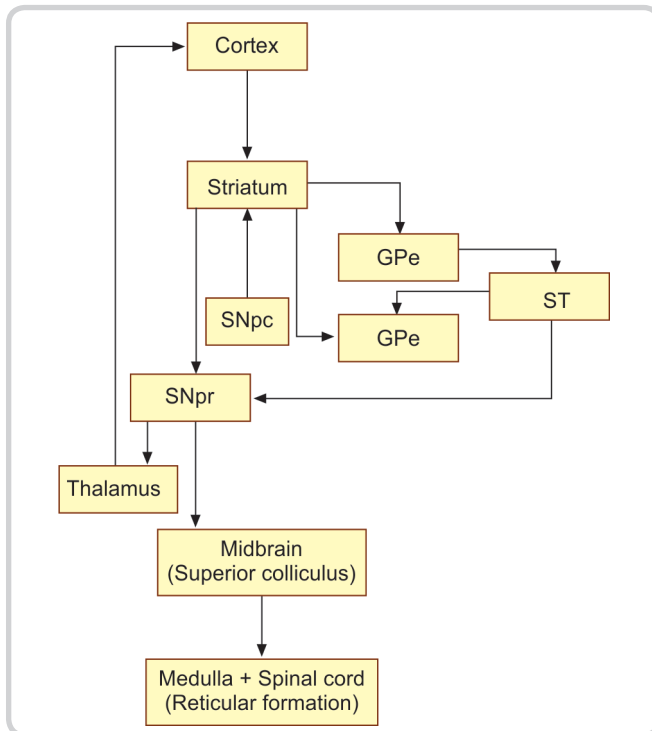 Cortex
Striatum
GPe
ST
SNpc
GPe
SNpr
Thalamus
Midbrain
(Superior colliculus)
Medulla + Spinal cord
(Reticular formation)